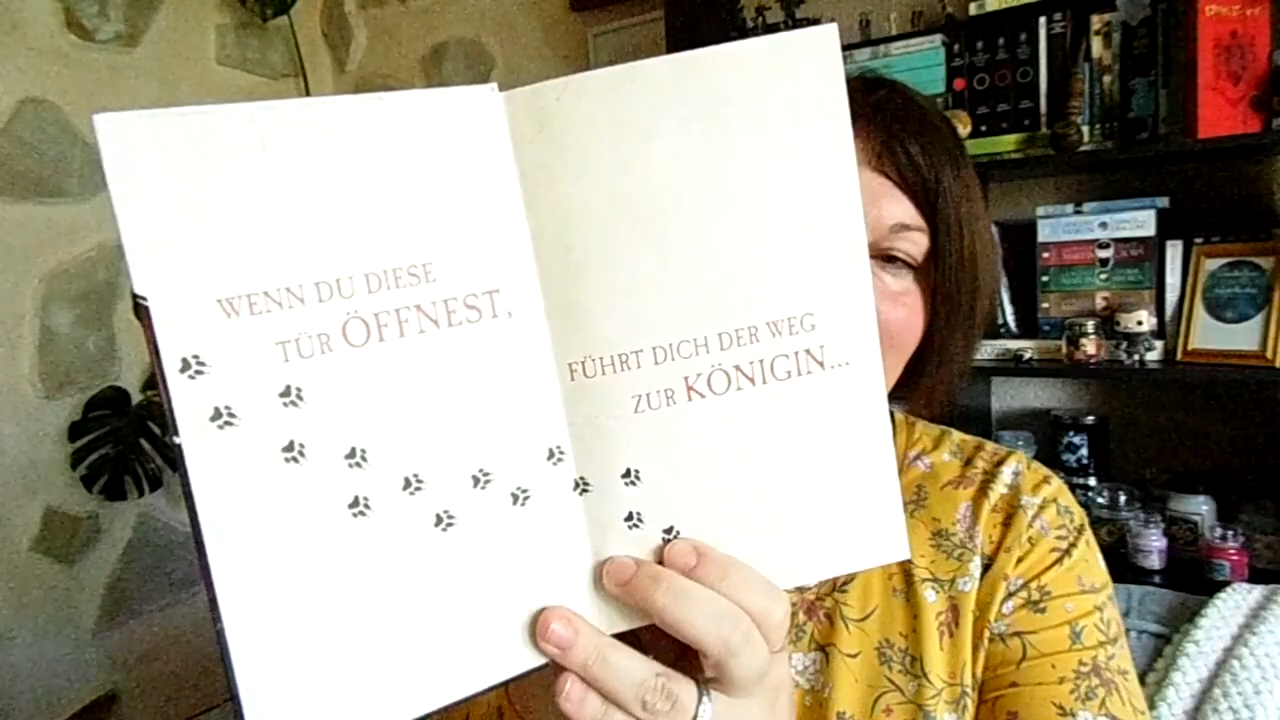 WENN DU DIESE
TÜR ÖFFNEST,
FÜHRT DICH DER WEG
ZUR KÖNIGIN...